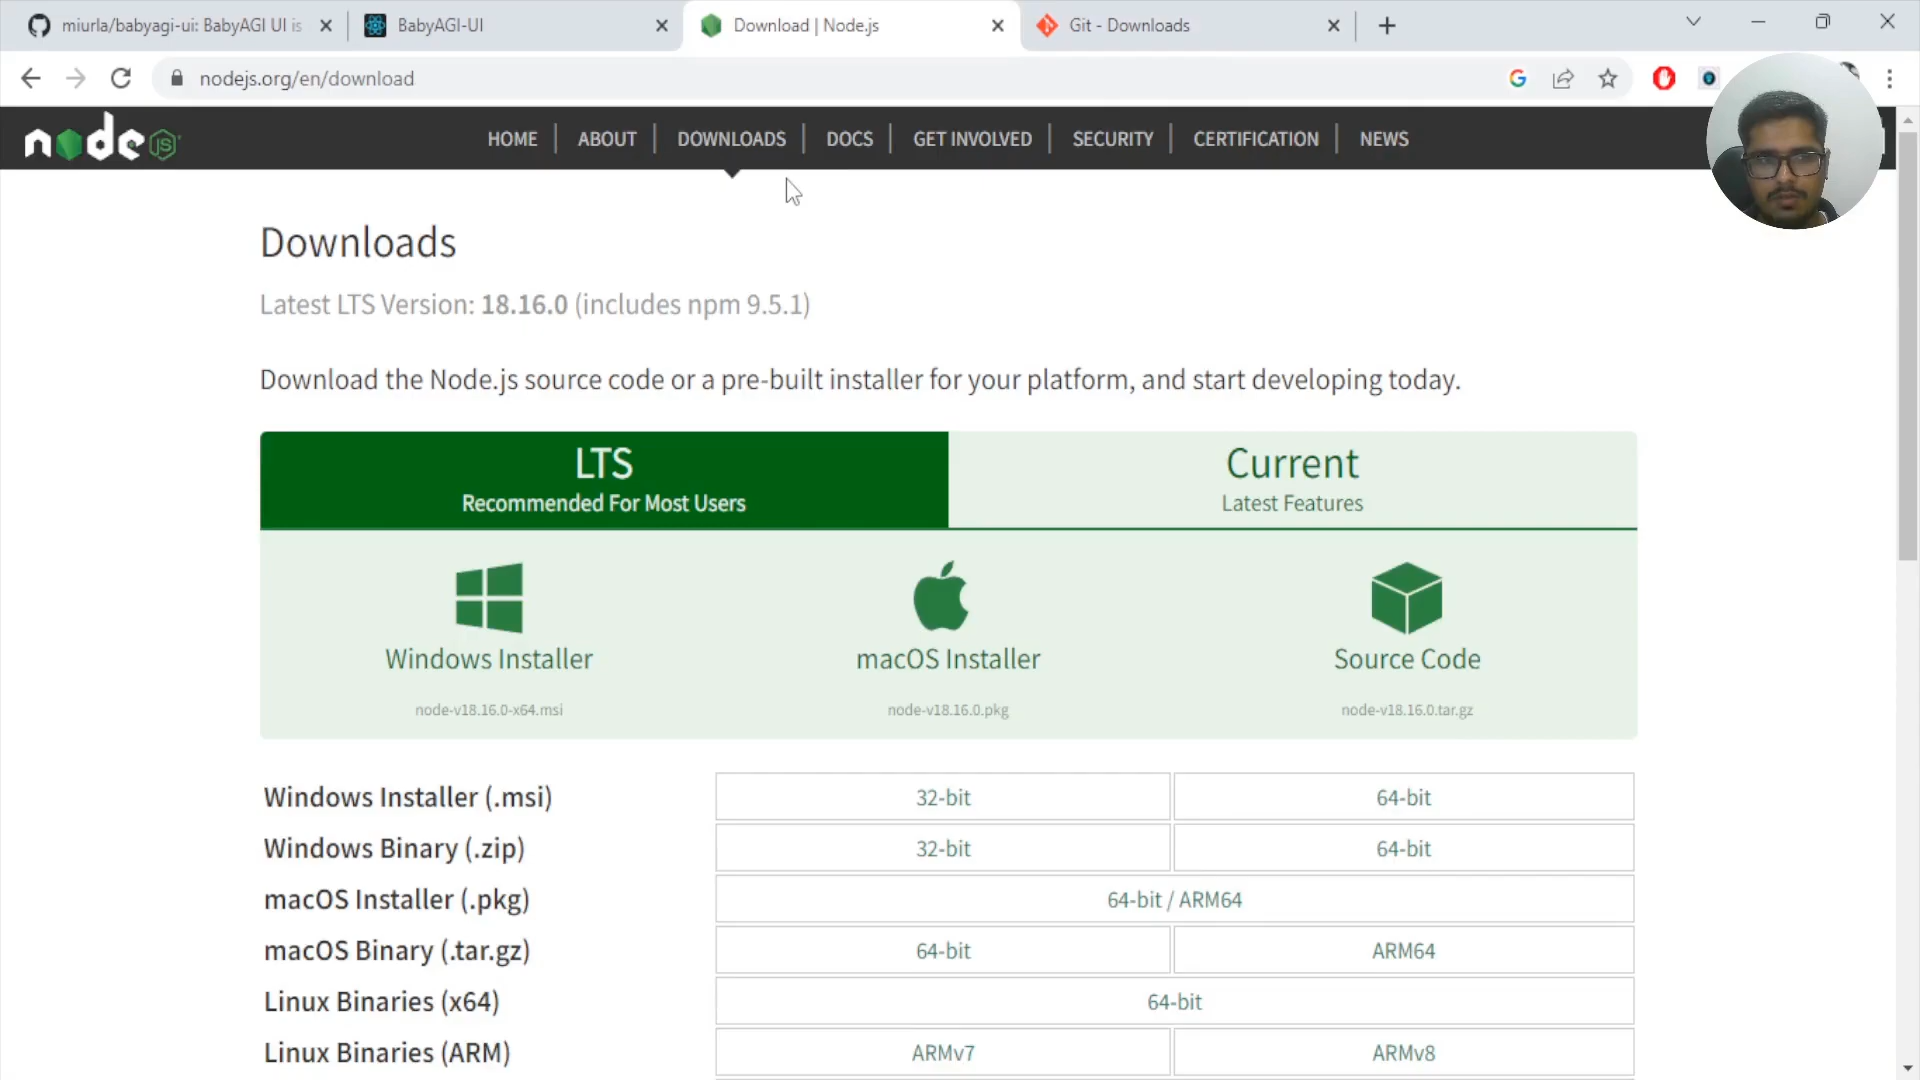 miurla/babyagi-ui: BabyAGI UI is
BabyAGI-UI
Download | Node.js
Git - Downloads
nodejs.org/en/download
node JS
HOME
ABOUT
DOWNLOADS
DOCS
GET INVOLVED
SECURITY
CERTIFICATION
NEWS
Downloads
Latest LTS Version: 18.16.0 (includes npm 9.5.1)
Download the Node.js source code or a pre-built installer for your platform, and start developing today.
LTS
Recommended For Most Users
Current
Latest Features
Windows Installer
node-v18.16.0-x64.msi
macOS Installer
node-v18.16.0.pkg
Source Code
node-v18.16.0.tar.gz
Windows Installer (.msi) 32-bit 64-bit
Windows Binary (.zip) 32-bit 64-bit
macOS Installer (.pkg) 64-bit / ARM64
macOS Binary (.tar.gz) 64-bit ARM64
Linux Binaries (x64) 64-bit
Linux Binaries (ARM) ARMv7 ARMv8